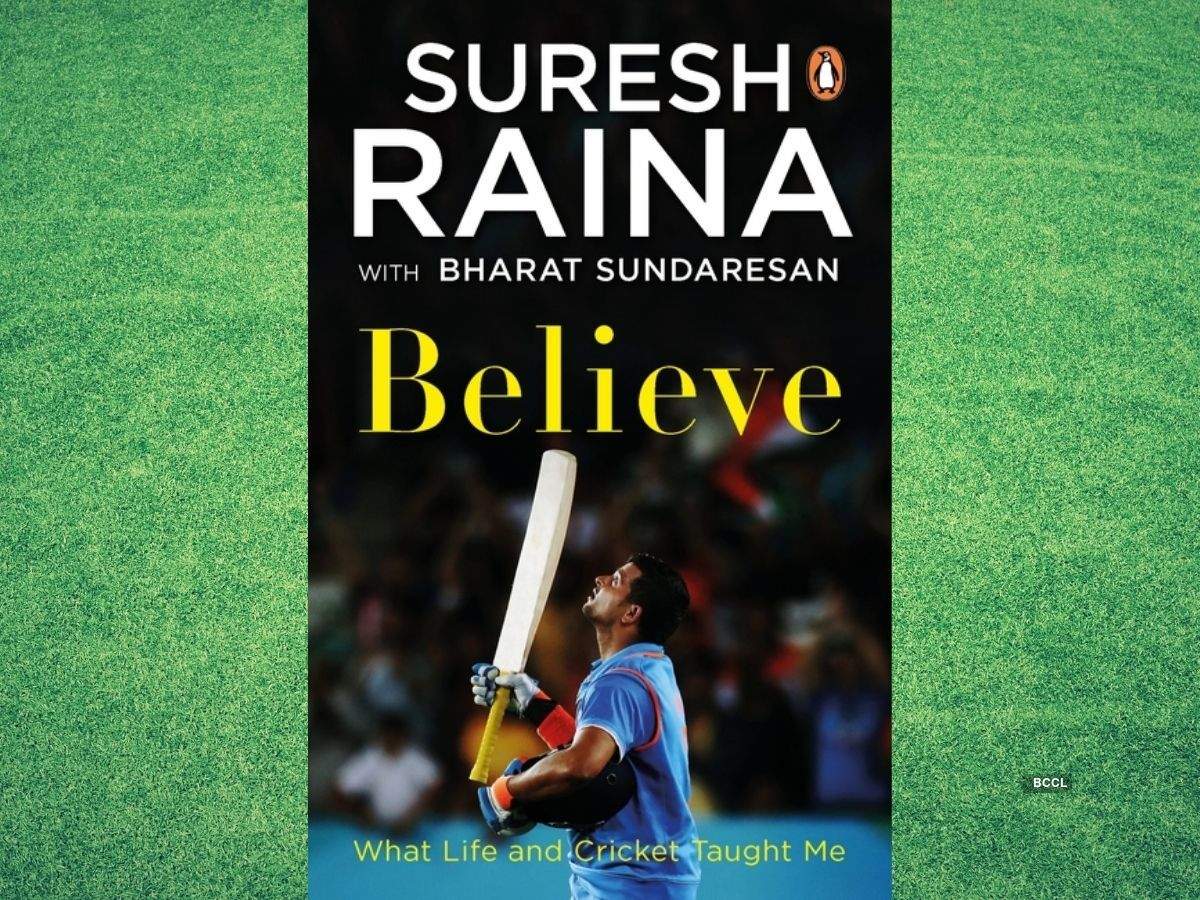 SURESH
RAINA
WITH BHARAT SUNDARESAN
Believe
What Life and Cricket Taught Me
BCCL